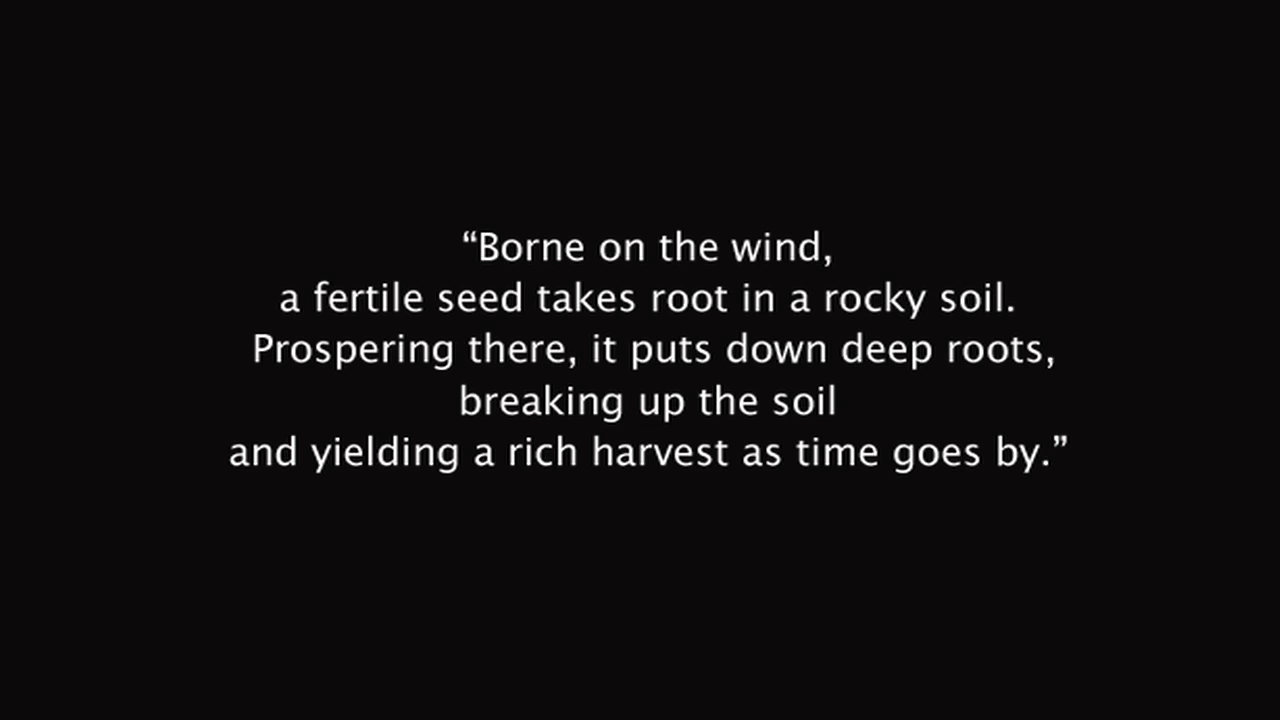 “Borne on the wind,
a fertile seed takes root in a rocky soil.
Prospering there, it puts down deep roots,
breaking up the soil
and yielding a rich harvest as time goes by.”